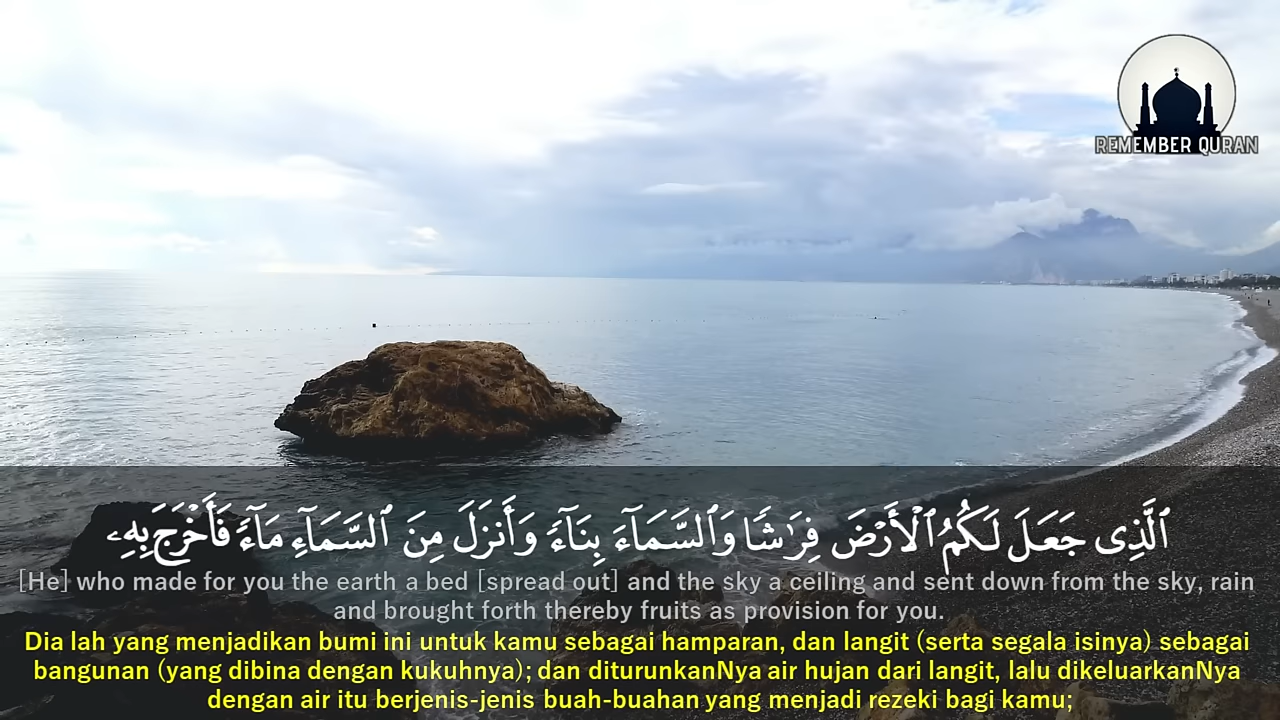 REMEMBER QURAN
ٱلَّذِى جَعَلَ لَكُمُ ٱلْأَرْضَ فِرَٰشًا وَٱلسَّمَآءَ بِنَآءً وَأَنزَلَ مِنَ ٱلسَّمَآءِ مَآءً فَأَخْرَجَ بِهِۦ
[He] who made for you the earth a bed [spread out] and the sky a ceiling and sent down from the sky, rain
and brought forth thereby fruits as provision for you.
Dia lah yang menjadikan bumi ini untuk kamu sebagai hamparan, dan langit (serta segala isinya) sebagai
bangunan (yang dibina dengan kukuhnya); dan diturunkanNya air hujan dari langit, lalu dikeluarkanNya
dengan air itu berjenis-jenis buah-buahan yang menjadi rezeki bagi kamu;